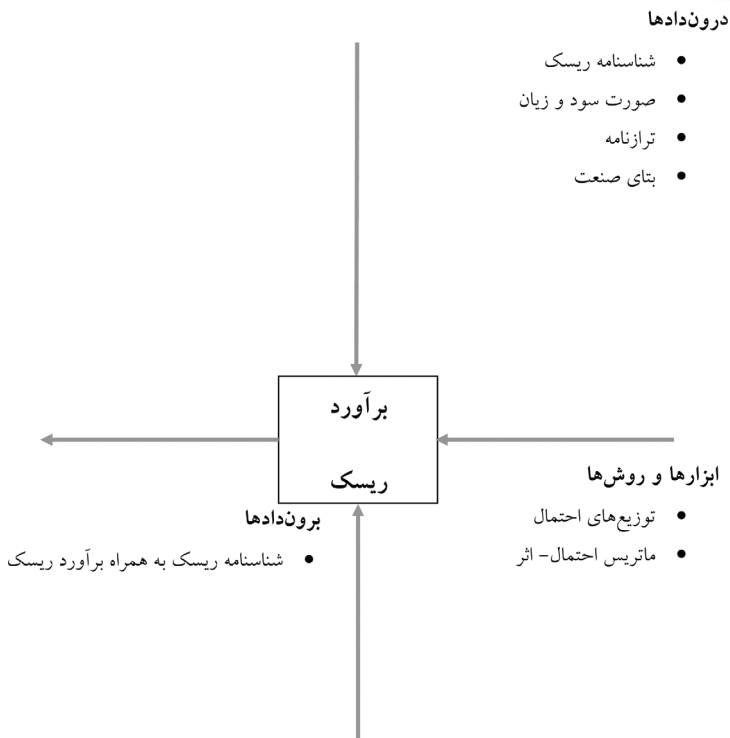 درون‌دادها
• شناسنامه ریسک
• صورت سود و زیان
• ترازنامه
• بتای صنعت
برآورد
ریسک
ابزارها و روش‌ها
• توزیع‌های احتمال
• ماتریس احتمال- اثر
برون‌دادها
• شناسنامه ریسک به همراه برآورد ریسک